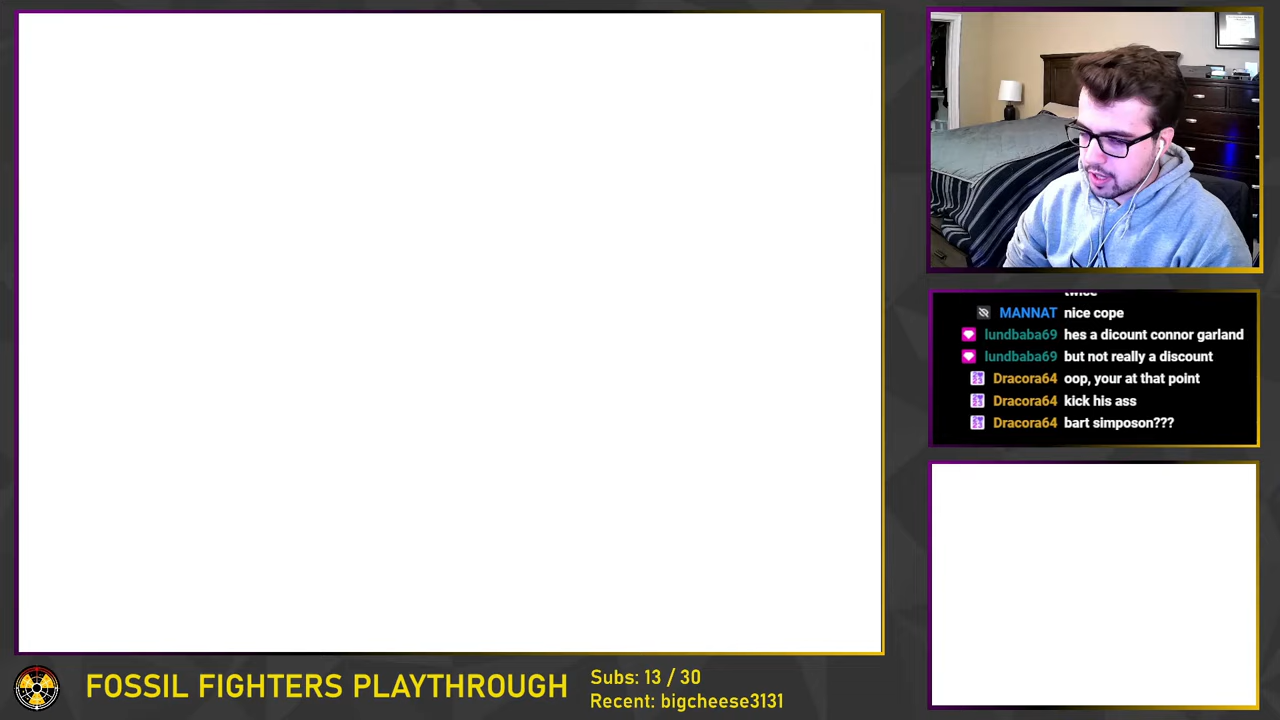 twice
MANNAT nice cope
lundbaba69 hes a dicount connor garland
lundbaba69 but not really a discount
Dracora64 oop, your at that point
Dracora64 kick his ass
Dracora64 bart simposon???
FOSSIL FIGHTERS PLAYTHROUGH
Subs: 13 / 30
Recent: bigcheese3131